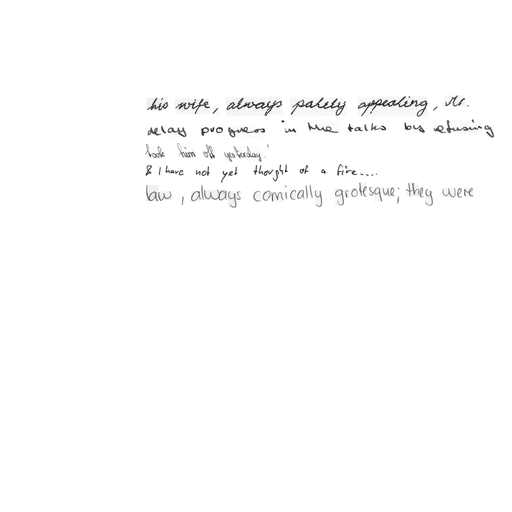 his wife, always palely appealing, Mr.
delay progress in the talks by refusing
took him off yesterday.'
& I have not yet thought of a fire....
law, always comically grotesque; they were